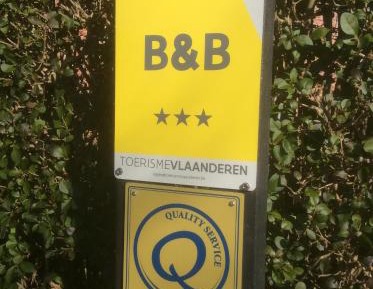 B&B
★★★
TOERISMEVLAANDEREN
QUALITY SERVICE
Q